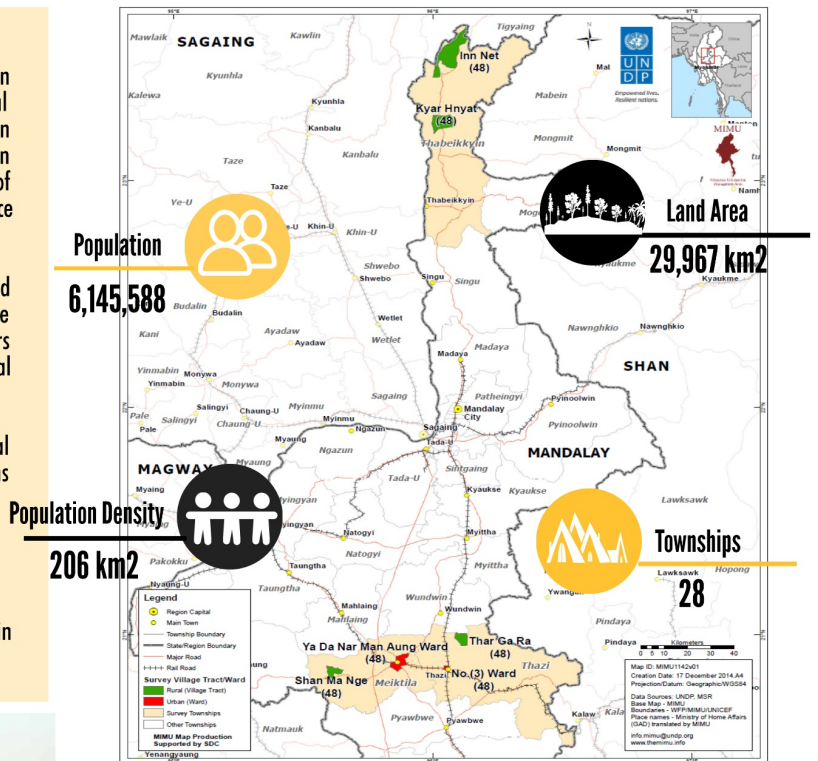 SAGAING
Mawlaik
Kawlin
Tigyaing
Kyunhla
Kalewa
Inn Net
(48)
Mal
Mabein
UN
DP
Empowered lives.
Resilient nations.
MIMU
Kyunhla
Kanbalu
Kyar Hnyat
(48)
Thabeikkyin
Mongmit
Mongmit
Taze
Kanbalu
Taze
Ye-U
Thabeikkyin
Khin-U
Khin-U
Population
6,145,588
Land Area
29,967 km2
Shwebo
Shwebo
Singu
Singu
Kyaukme
Kyaukme
Budalin
Budalin
Wetlet
Wetlet
Kani
Ayadaw
Ayadaw
Nawnghkio
Nawnghkio
Madaya
Madaya
SHAN
Yinmabin
Yinmabin
Monywa
Monywa
Sagaing
Patheingyi
Salingyi
Salingyi
Pale
Pale
Chaung-U
Chaung-U
Myinmu
Myinmu
Mandalay
City
Pyinoolwin
Pyinoolwin
Ngazun
Ngazun
Sagaing
Tada-U
Tada-U
Myaung
Myaung
MAGWAY
MANDALAY
Sintgaing
Myaing
Kyaukse
Kyaukse
Lawksawk
Population Density
206 km2
Natogyi
Natogyi
Myittha
Myittha
Townships
28
Pakokku
Nyaung-U
Taungtha
Taungtha
Lawksawk
Hopong
Ywangan
Mahlaing
Mahlaing
Wundwin
Wundwin
Pindaya
Pindaya
Legend
Region Capital
Main Town
Township Boundary
State/Region Boundary
Major Road
Rail Road
Survey Village Tract/Ward
Rural (Village Tract)
Urban (Ward)
Survey Townships
Other Townships
MIMU Map Production
Supported by SDC
Ya Da Nar Man Aung Ward
(48)
Thar Ga Ra
(48)
Shan Ma Nge
(48)
Meiktila
Thazi
No.(3) Ward
(48)
Thazi
Pyawbwe
Pyawbwe
Natmauk
Yenangyaung
Kalaw
Kilometers
0 5 10 20 30 40
Map ID: MIMU1142v01
Creation Date: 17 December 2014.A4
Projection/Datum: Geographic/WGS84
Data Sources: UNDP, MSR
Base Map - MIMU
Boundaries - WFP/MIMU/UNICEF
Place names - Ministry of Home Affairs
(GAD) translated by MIMU
info.mimu@undp.org
www.themimu.info